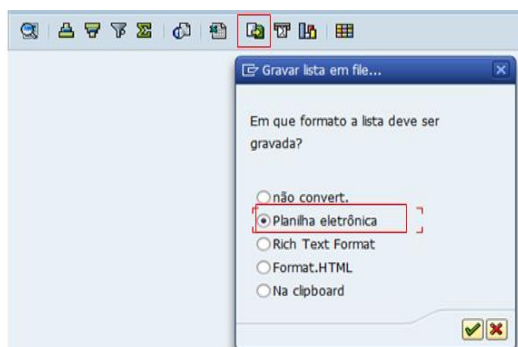 Gravar lista em file...
Em que formato a lista deve ser
gravada?
não convert.
Planilha eletrônica
Rich Text Format
Format.HTML
Na clipboard